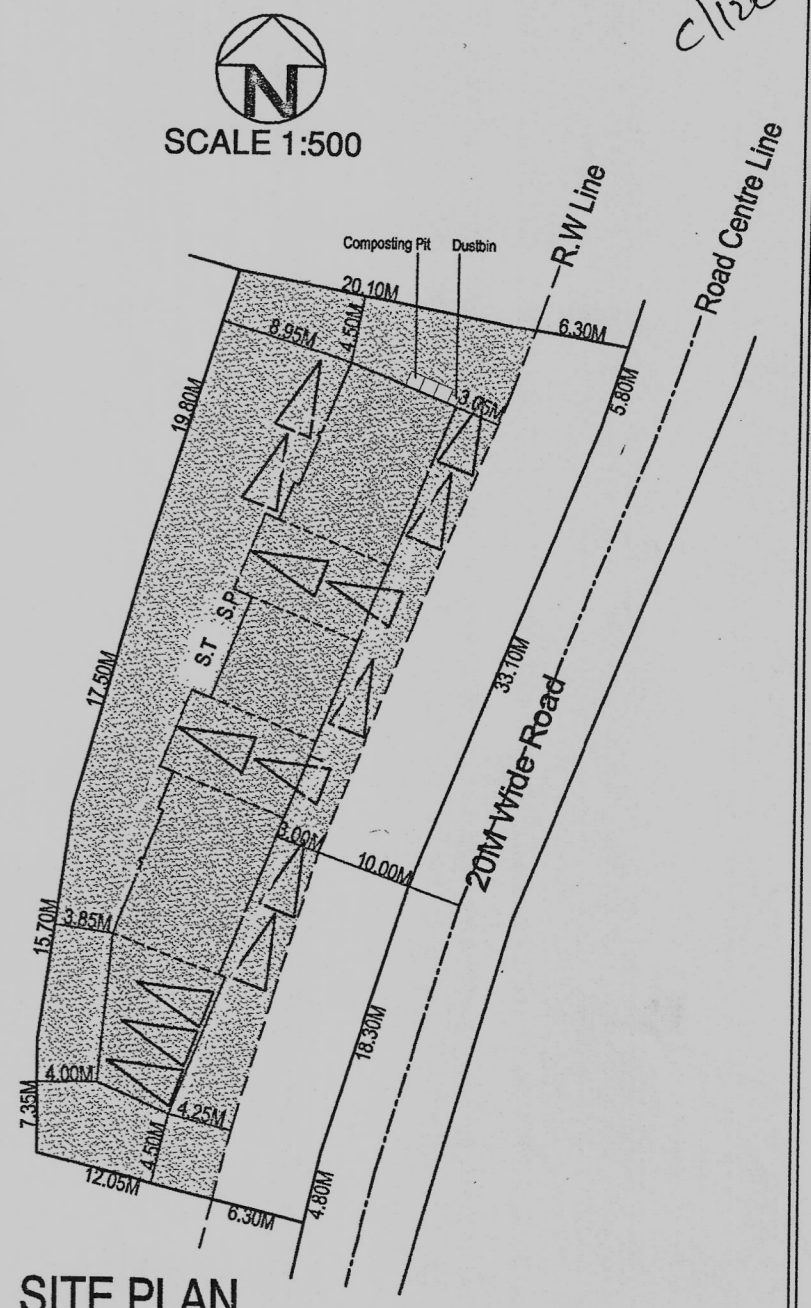 C/12
N
SCALE 1:500
R.W Line
Road Centre Line
Composting Pit
Dustbin
20.10M
6.30M
8.95M
4.50M
3.05M
5.80M
19.80M
S.P
S.T
17.50M
33.10M
20M Wide Road
3.00M
10.00M
15.70M
3.85M
18.30M
4.00M
7.35M
4.25M
4.50M
12.05M
4.80M
6.30M
SITE PLAN